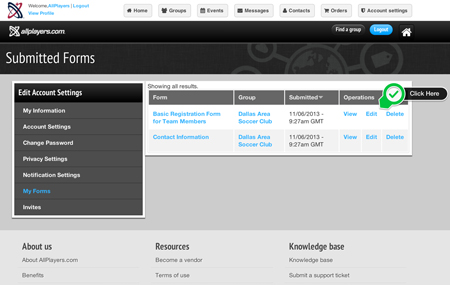 Welcome, AllPlayers | Logout
View Profile
Home
Groups
Events
Messages
Contacts
Orders
Account settings
allplayers.com
Find a group
Logout
Submitted Forms
Edit Account Settings
My Information
Account Settings
Change Password
Privacy Settings
Notification Settings
My Forms
Invites
Showing all results.
Form Group Submitted Operations
Click Here
Basic Registration Form Dallas Area 11/06/2013 - View Edit Delete
for Team Members Soccer Club 9:27am GMT
Contact Information Dallas Area 11/06/2013 - View Edit Delete
Soccer Club 9:27am GMT
About us
About AllPlayers.com
Benefits
Resources
Become a vendor
Terms of use
Knowledge base
Knowledge base
Submit a support ticket